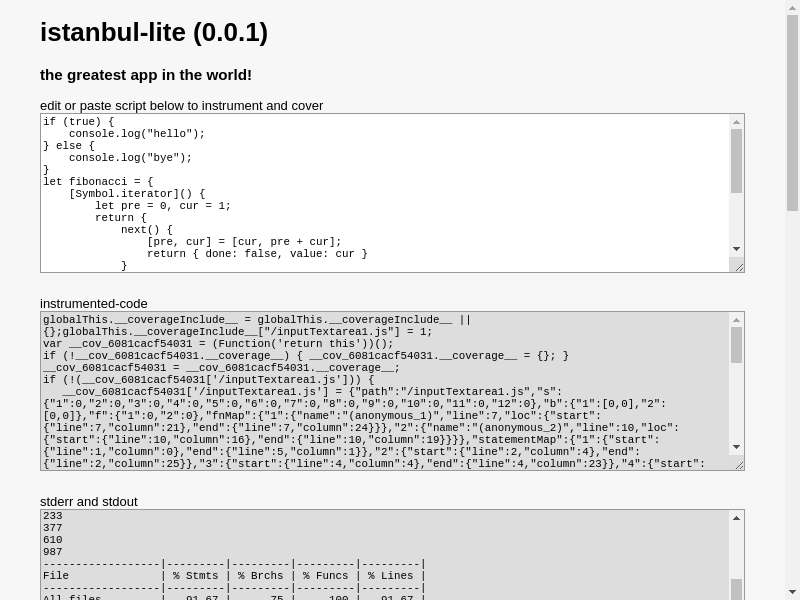 istanbul-lite (0.0.1)
the greatest app in the world!
edit or paste script below to instrument and cover
if (true) {
    console.log("hello");
} else {
    console.log("bye");
}
let fibonacci = {
    [Symbol.iterator]() {
        let pre = 0, cur = 1;
        return {
            next() {
                [pre, cur] = [cur, pre + cur];
                return { done: false, value: cur }
            }
instrumented-code
globalThis.__coverageInclude__ = globalThis.__coverageInclude__ ||
{};globalThis.__coverageInclude__["/inputTextarea1.js"] = 1;
var __cov_6081cacf54031 = (Function('return this'))();
if (!__cov_6081cacf54031.__coverage__) { __cov_6081cacf54031.__coverage__ = {}; }
__cov_6081cacf54031 = __cov_6081cacf54031.__coverage__;
if (!(__cov_6081cacf54031['/inputTextarea1.js'])) {
   __cov_6081cacf54031['/inputTextarea1.js'] = {"path":"/inputTextarea1.js","s":
{"1":0,"2":0,"3":0,"4":0,"5":0,"6":0,"7":0,"8":0,"9":0,"10":0,"11":0,"12":0},"b":{"1":[0,0],"2":
[0,0]},"f":{"1":0,"2":0},"fnMap":{"1":{"name":"(anonymous_1)","line":7,"loc":{"start":
{"line":7,"column":21},"end":{"line":7,"column":24}}},"2":{"name":"(anonymous_2)","line":10,"loc":
{"start":{"line":10,"column":16},"end":{"line":10,"column":19}}}},"statementMap":{"1":{"start":
{"line":1,"column":0},"end":{"line":5,"column":1}},"2":{"start":{"line":2,"column":4},"end":
{"line":2,"column":25}},"3":{"start":{"line":4,"column":4},"end":{"line":4,"column":23}},"4":{"start":
stderr and stdout
233
377
610
987
------------------|---------|---------|---------|---------|
File              | % Stmts | % Brchs | % Funcs | % Lines |
------------------|---------|---------|---------|---------|
All files         |   91.67 |      75 |     100 |   91.67 |